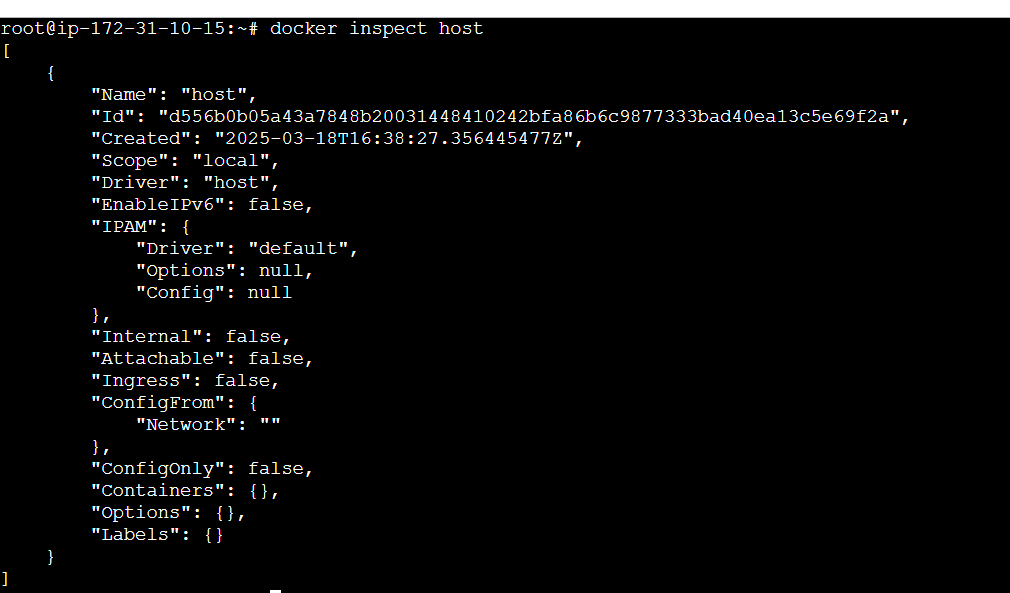 root@ip-172-31-10-15:~# docker inspect host
[
    {
        "Name": "host",
        "Id": "d556b0b05a43a7848b20031448410242bfa86b6c9877333bad40ea13c5e69f2a",
        "Created": "2025-03-18T16:38:27.356445477Z",
        "Scope": "local",
        "Driver": "host",
        "EnableIPv6": false,
        "IPAM": {
            "Driver": "default",
            "Options": null,
            "Config": null
        },
        "Internal": false,
        "Attachable": false,
        "Ingress": false,
        "ConfigFrom": {
            "Network": ""
        },
        "ConfigOnly": false,
        "Containers": {},
        "Options": {},
        "Labels": {}
    }
]